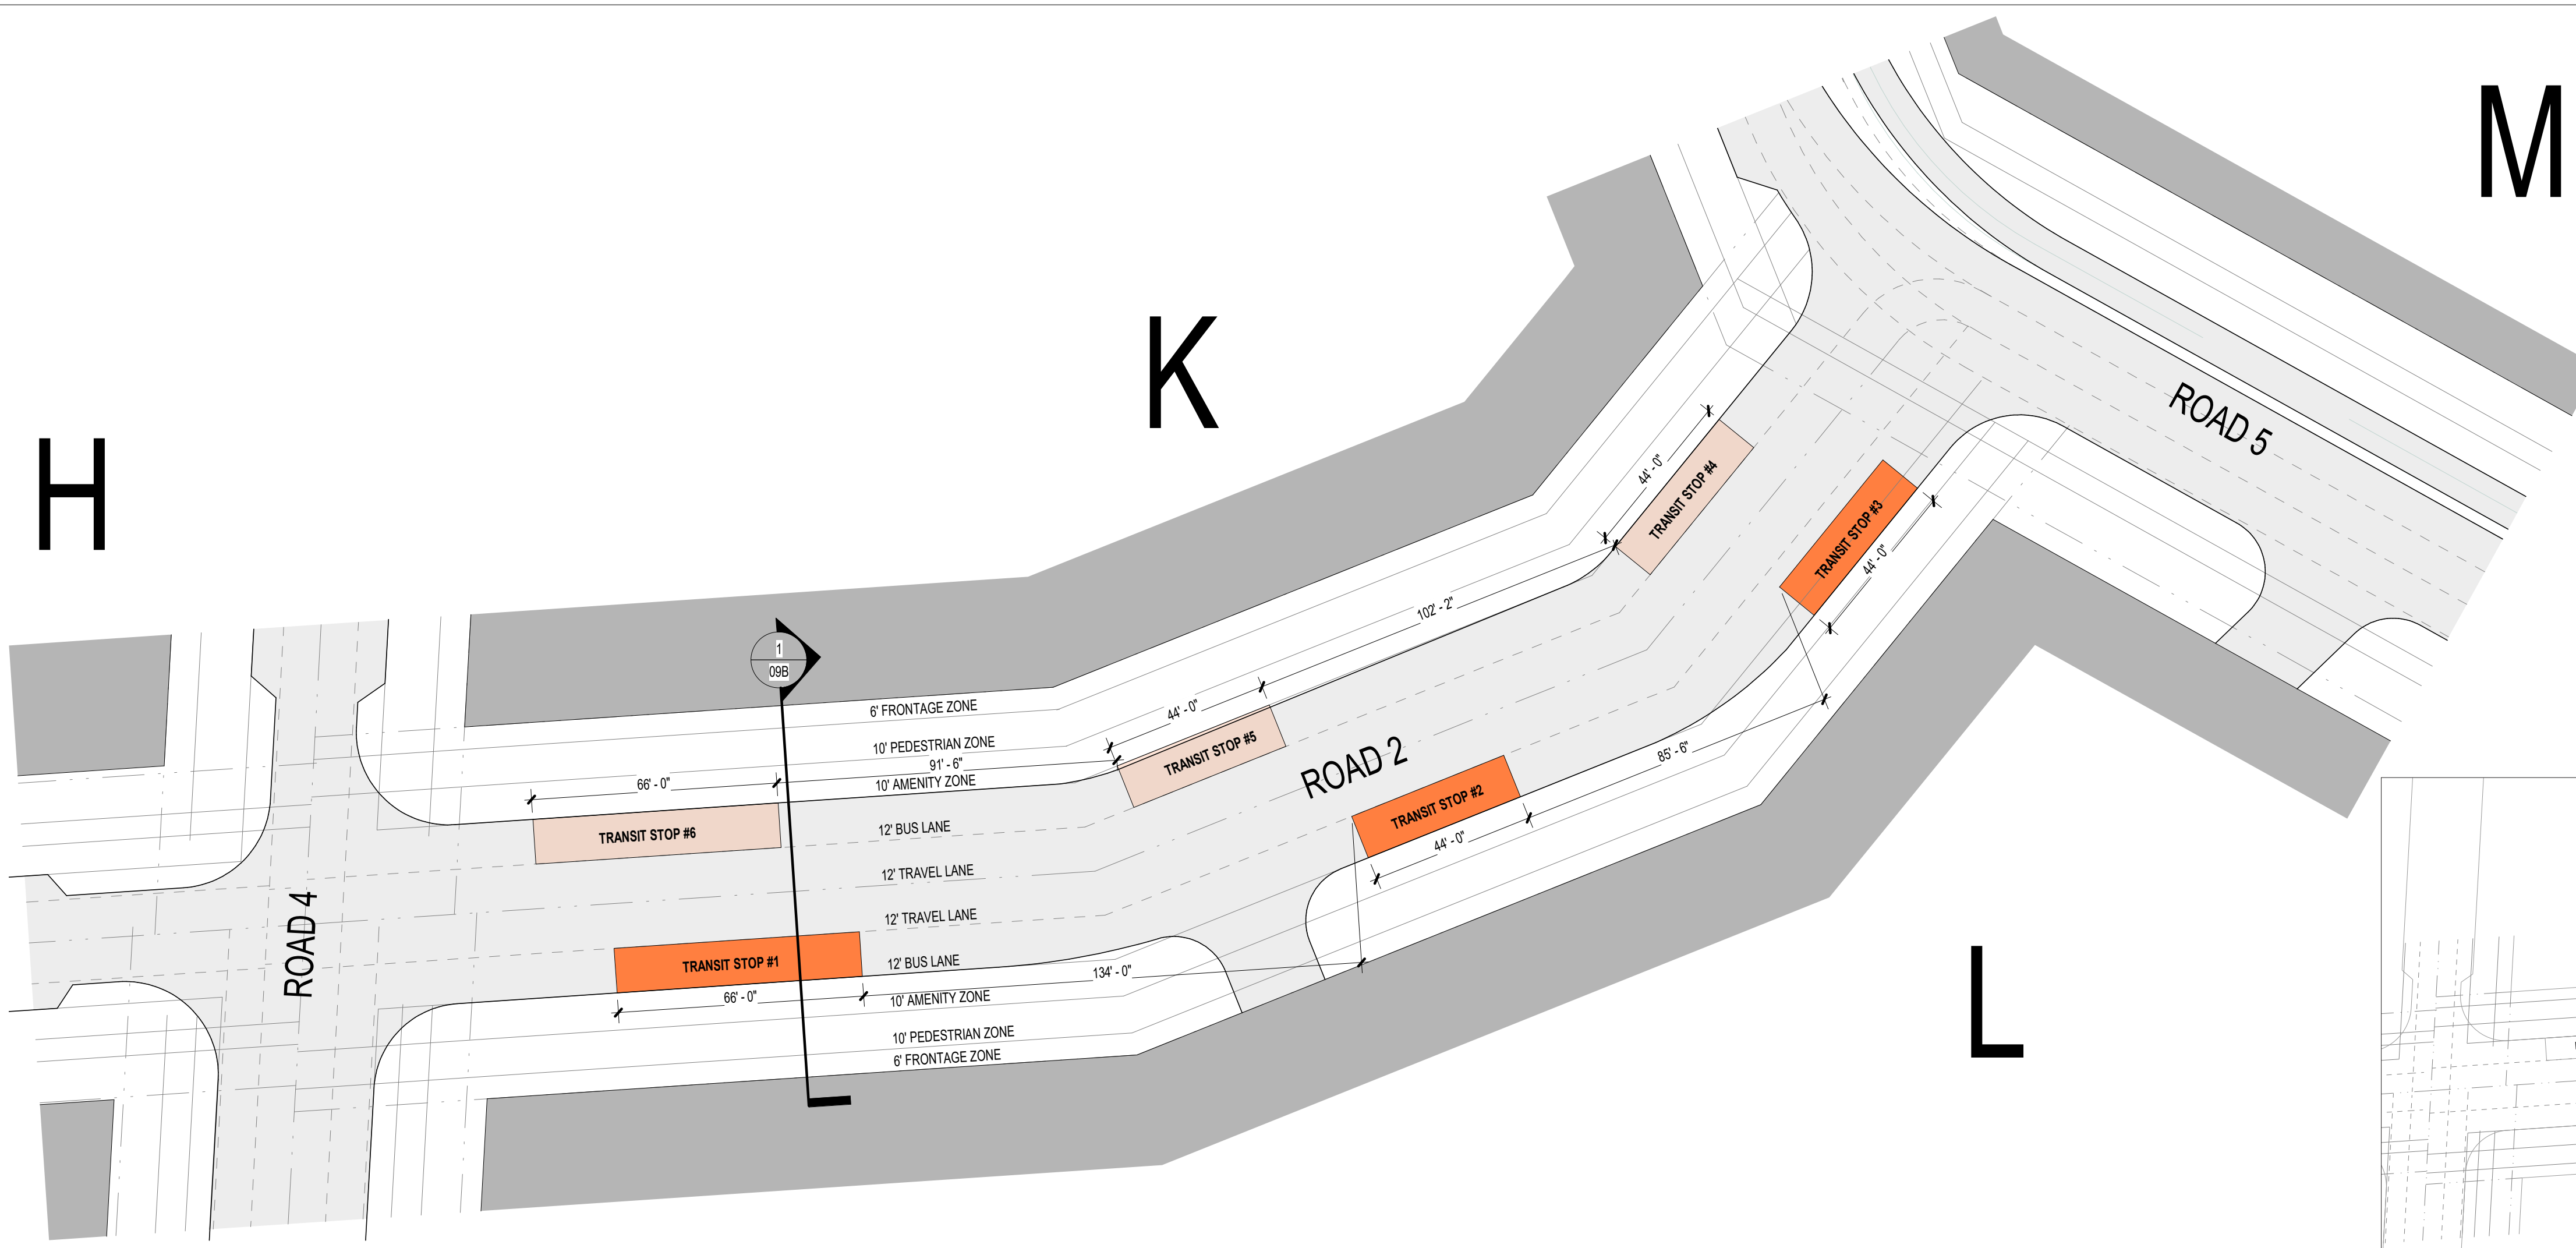 M
K
H
ROAD 5
44' - 0"
TRANSIT STOP #4
TRANSIT STOP #3
44' - 0"
102' - 2"
1
09B
6' FRONTAGE ZONE
44' - 0"
10' PEDESTRIAN ZONE
TRANSIT STOP #5
91' - 6"
66' - 0"
10' AMENITY ZONE
ROAD 2
85' - 6"
TRANSIT STOP #2
TRANSIT STOP #6
12' BUS LANE
44' - 0"
12' TRAVEL LANE
12' TRAVEL LANE
ROAD 4
TRANSIT STOP #1
12' BUS LANE
134' - 0"
66' - 0"
10' AMENITY ZONE
10' PEDESTRIAN ZONE
6' FRONTAGE ZONE
L